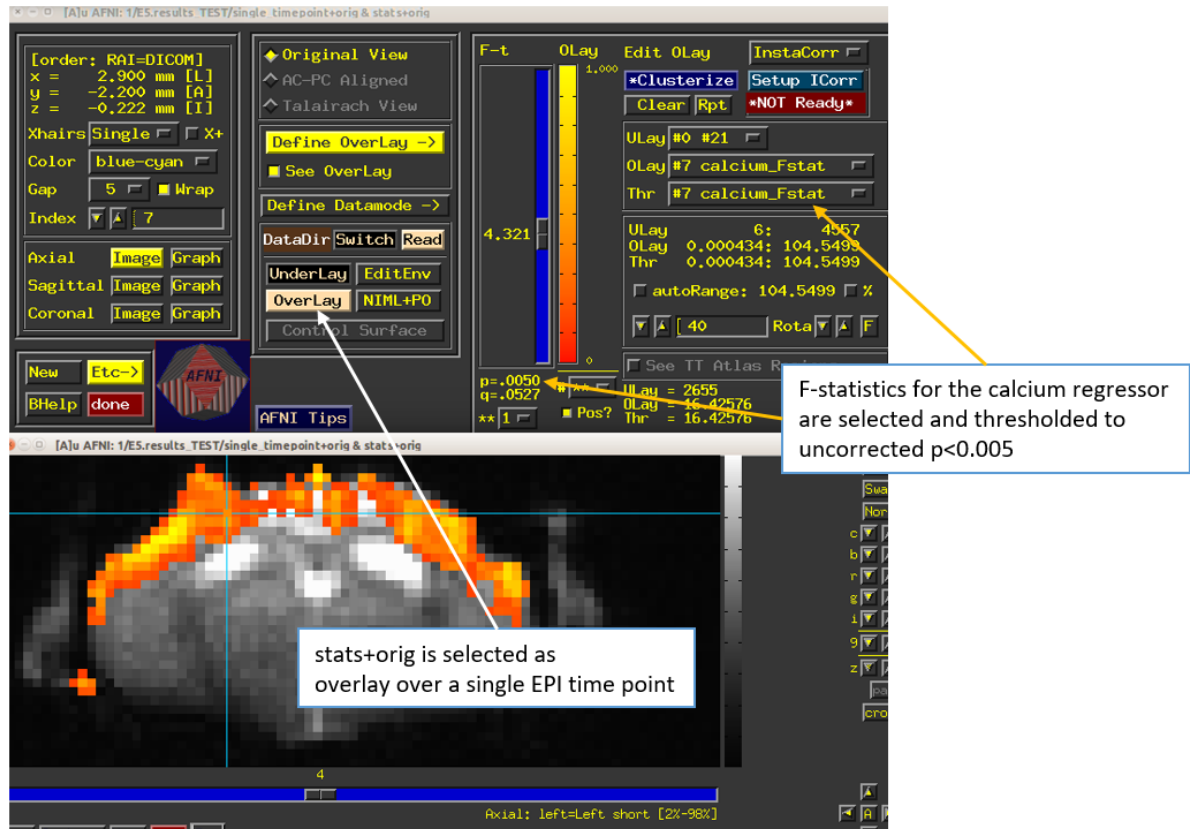 [A]u AFNI: 1/E5.results_TEST/single_timepoint+orig & stats+orig
[order: RAI=DICOM]
x = 2.900 mm [L]
y = -2.200 mm [A]
z = -0.222 mm [I]
Xhairs Single X+
Color blue-cyan
Gap 5 Wrap
Index 7
Axial Image Graph
Sagittal Image Graph
Coronal Image Graph
New Etc->
BHelp done
AFNI
Original View
AC-PC Aligned
Talairach View
Define OverLay ->
See OverLay
Define Datamode ->
DataDir Switch Read
UnderLay EditEnv
OverLay NIML+PO
Control Surface
AFNI Tips
F-t OLay
1.000
4.321
0
p=.0050
q=.0527
# **
** 1 Pos?
Edit OLay InstaCorr
*Clusterize Setup ICorr
Clear Rpt *NOT Ready*
ULay #0 #21
OLay #7 calcium_Fstat
Thr #7 calcium_Fstat
ULay 6: 4557
OLay 0.000434: 104.5499
Thr 0.000434: 104.5499
autoRange: 104.5499 %
40 Rota F
See TT Atlas
ULay = 2655
OLay = 16.42576
Thr = 16.42576
F-statistics for the calcium regressor
are selected and thresholded to
uncorrected p<0.005
[A]u AFNI: 1/E5.results_TEST/single_timepoint+orig & stats+orig
stats+orig is selected as
overlay over a single EPI time point
Swa
Nor
c
b
r
g
i
9
z
pa
cro
4
Axial: left=Left short [2%-98%]
A